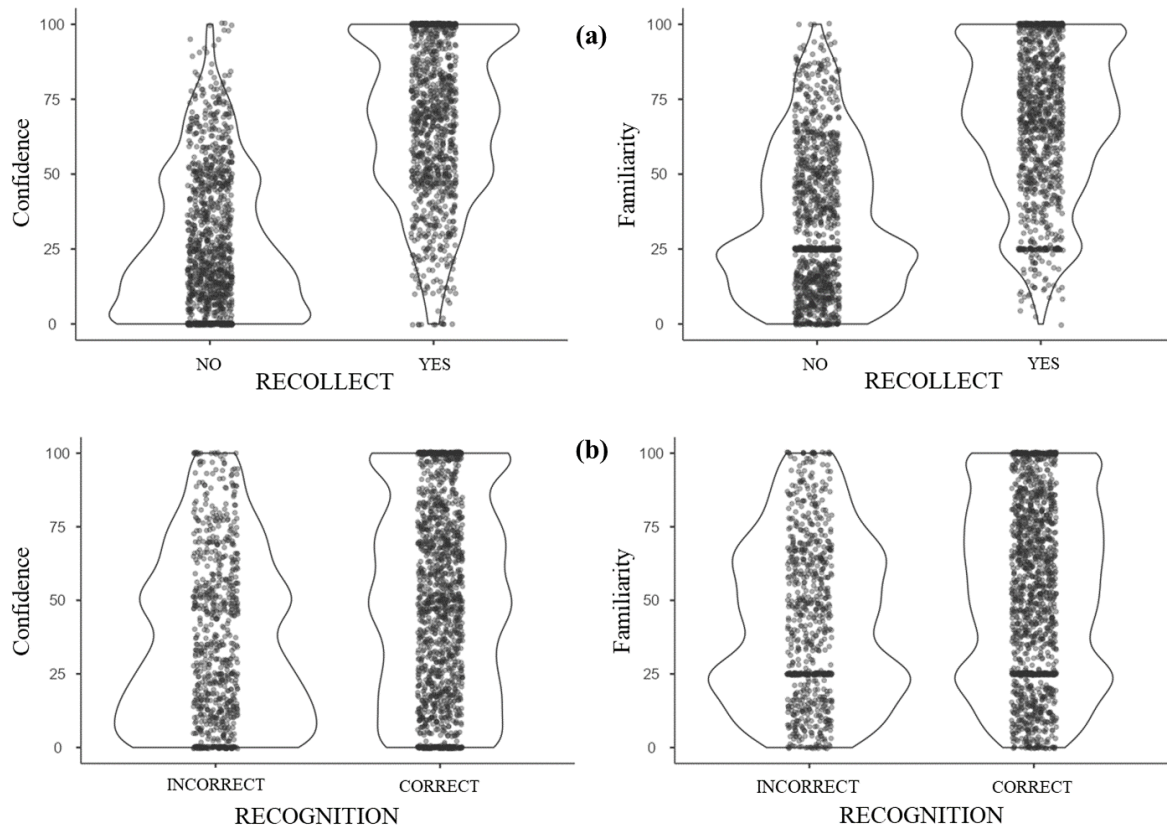 (a)
Confidence
100
75
50
25
0
NO
YES
RECOLLECT
Familiarity
100
75
50
25
0
NO
YES
RECOLLECT
(b)
Confidence
100
75
50
25
0
INCORRECT
CORRECT
RECOGNITION
Familiarity
100
75
50
25
0
INCORRECT
CORRECT
RECOGNITION